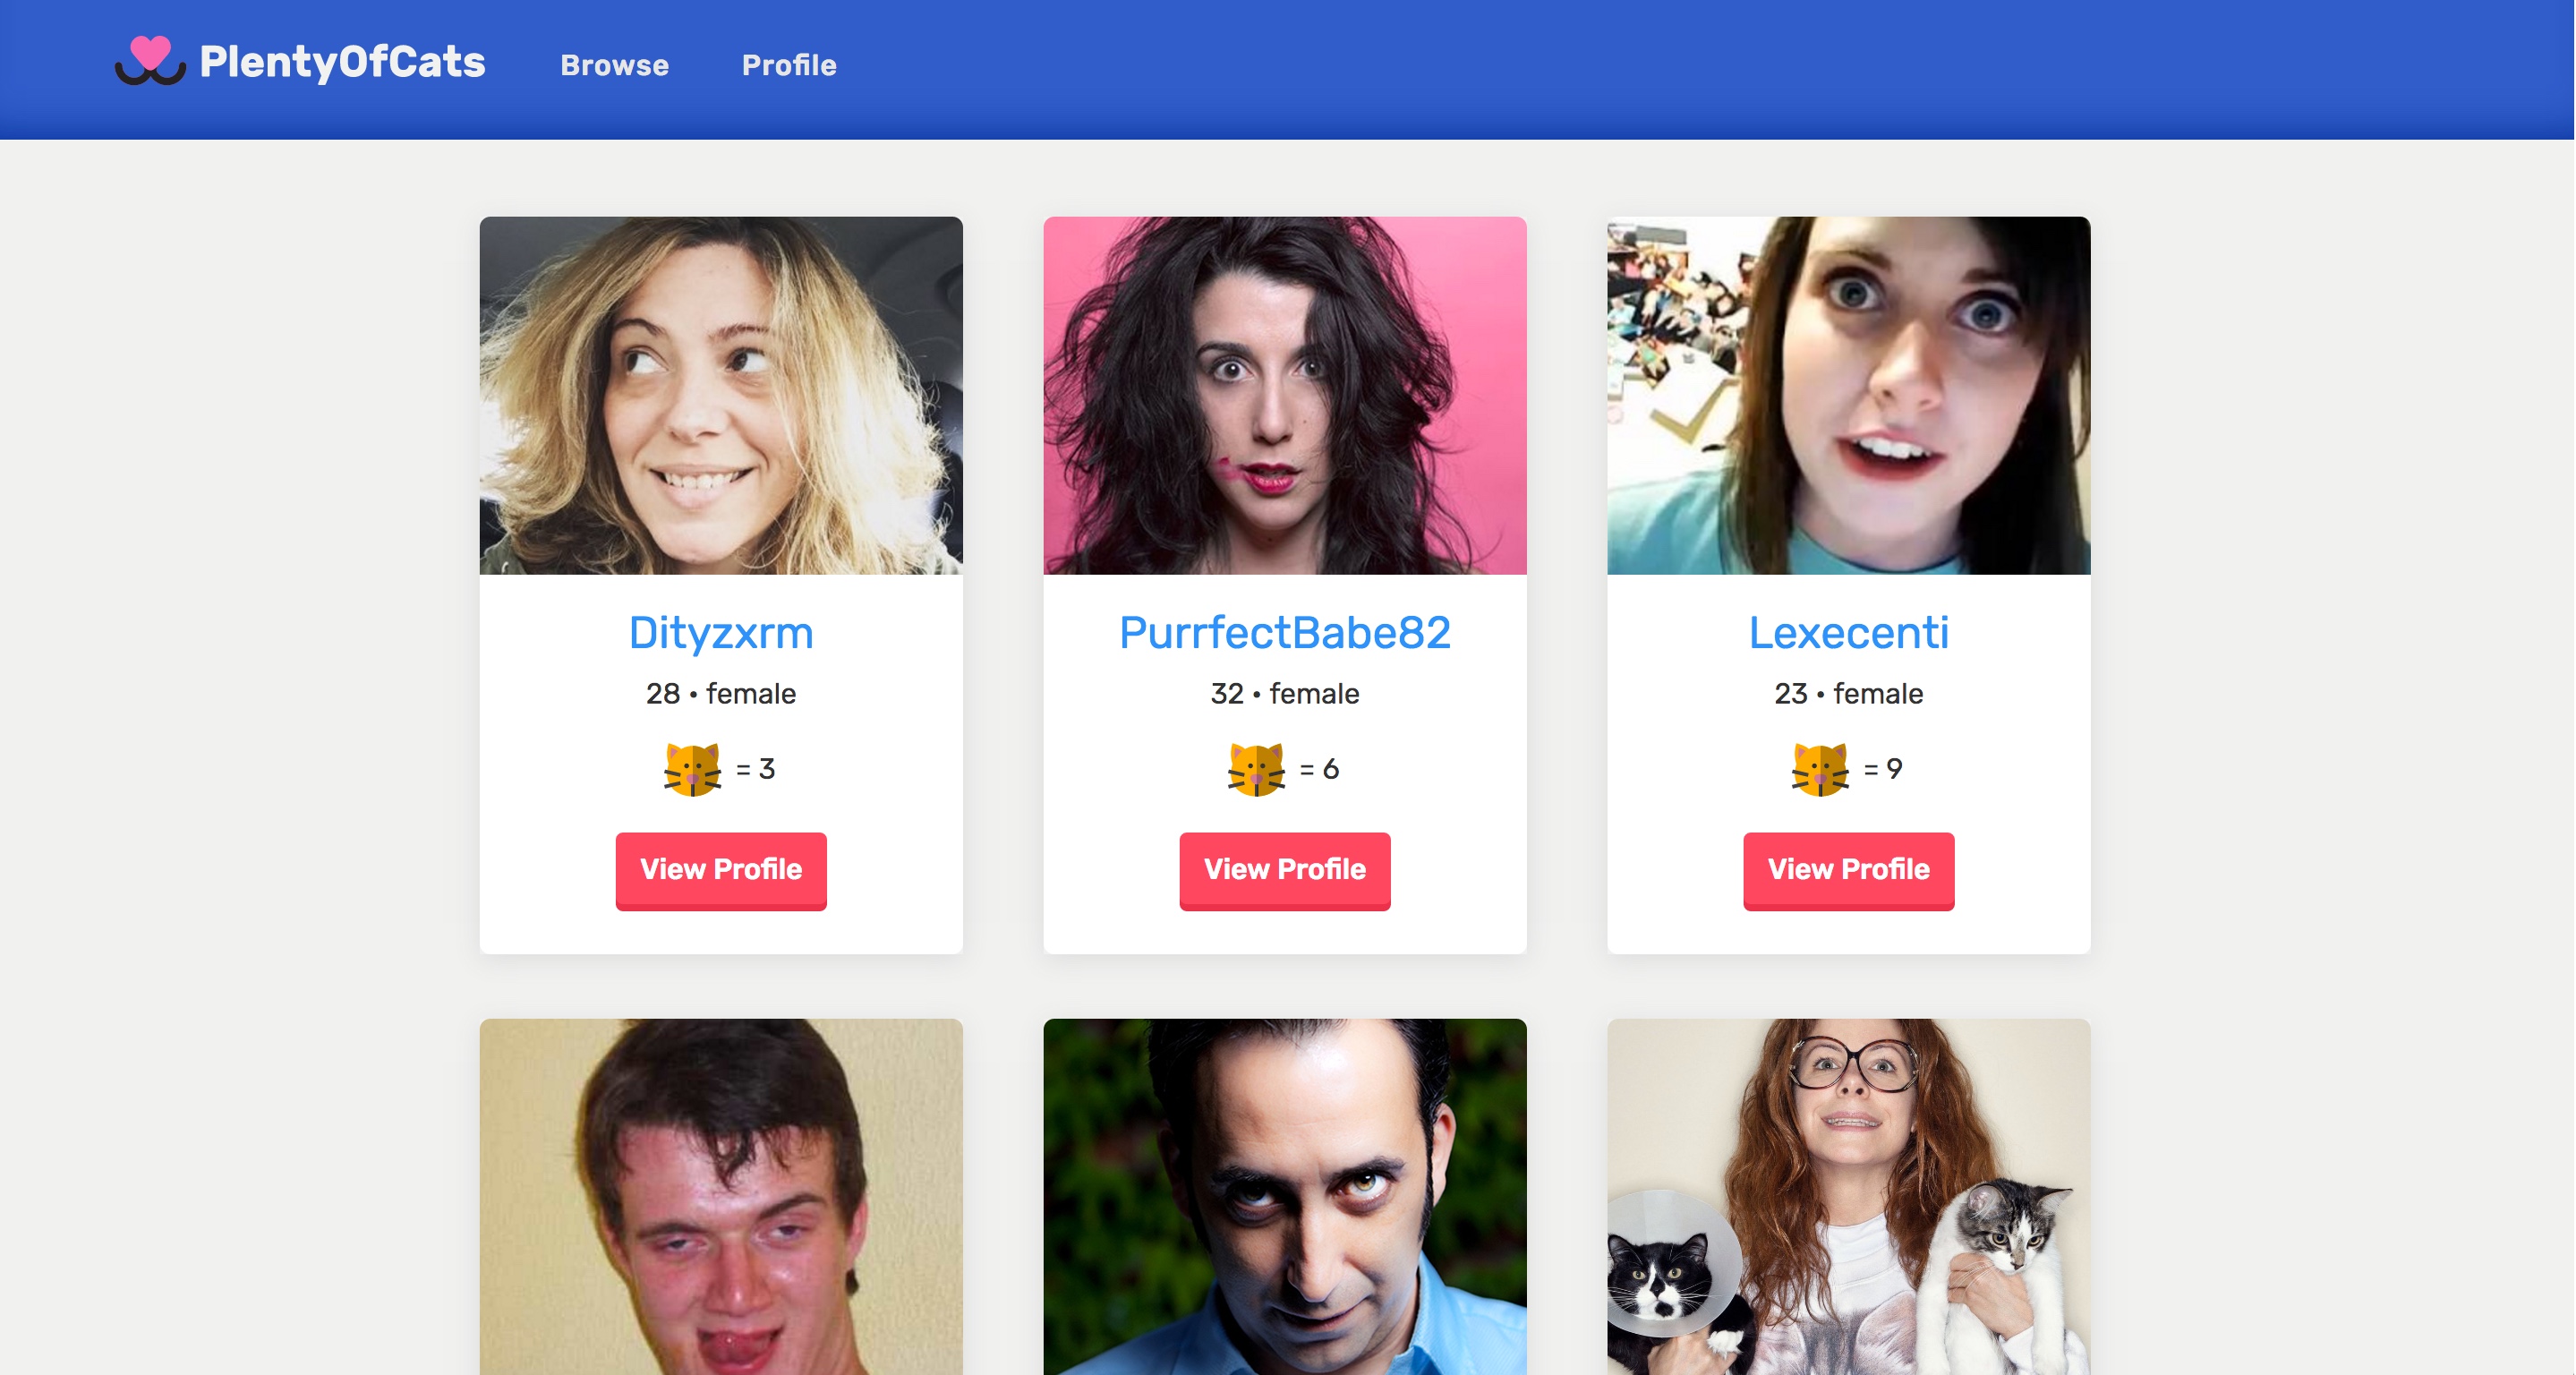 PlentyOfCats
Browse
Profile
Dityzxrm
28 • female
= 3
View Profile
PurrfectBabe82
32 • female
= 6
View Profile
Lexecenti
23 • female
= 9
View Profile